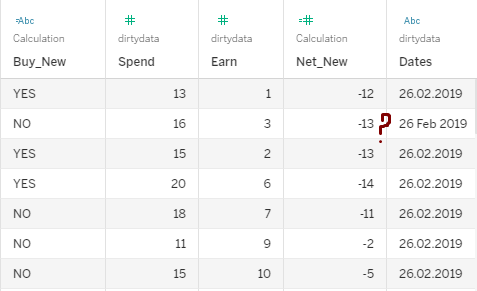 =Abc # # =# Abc
Calculation dirtydata dirtydata Calculation dirtydata
Buy_New Spend Earn Net_New Dates
YES 13 1 -12 26.02.2019
NO 16 3 -13 ? 26 Feb 2019
YES 15 2 -13 26.02.2019
YES 20 6 -14 26.02.2019
NO 18 7 -11 26.02.2019
NO 11 9 -2 26.02.2019
NO 15 10 -5 26.02.2019